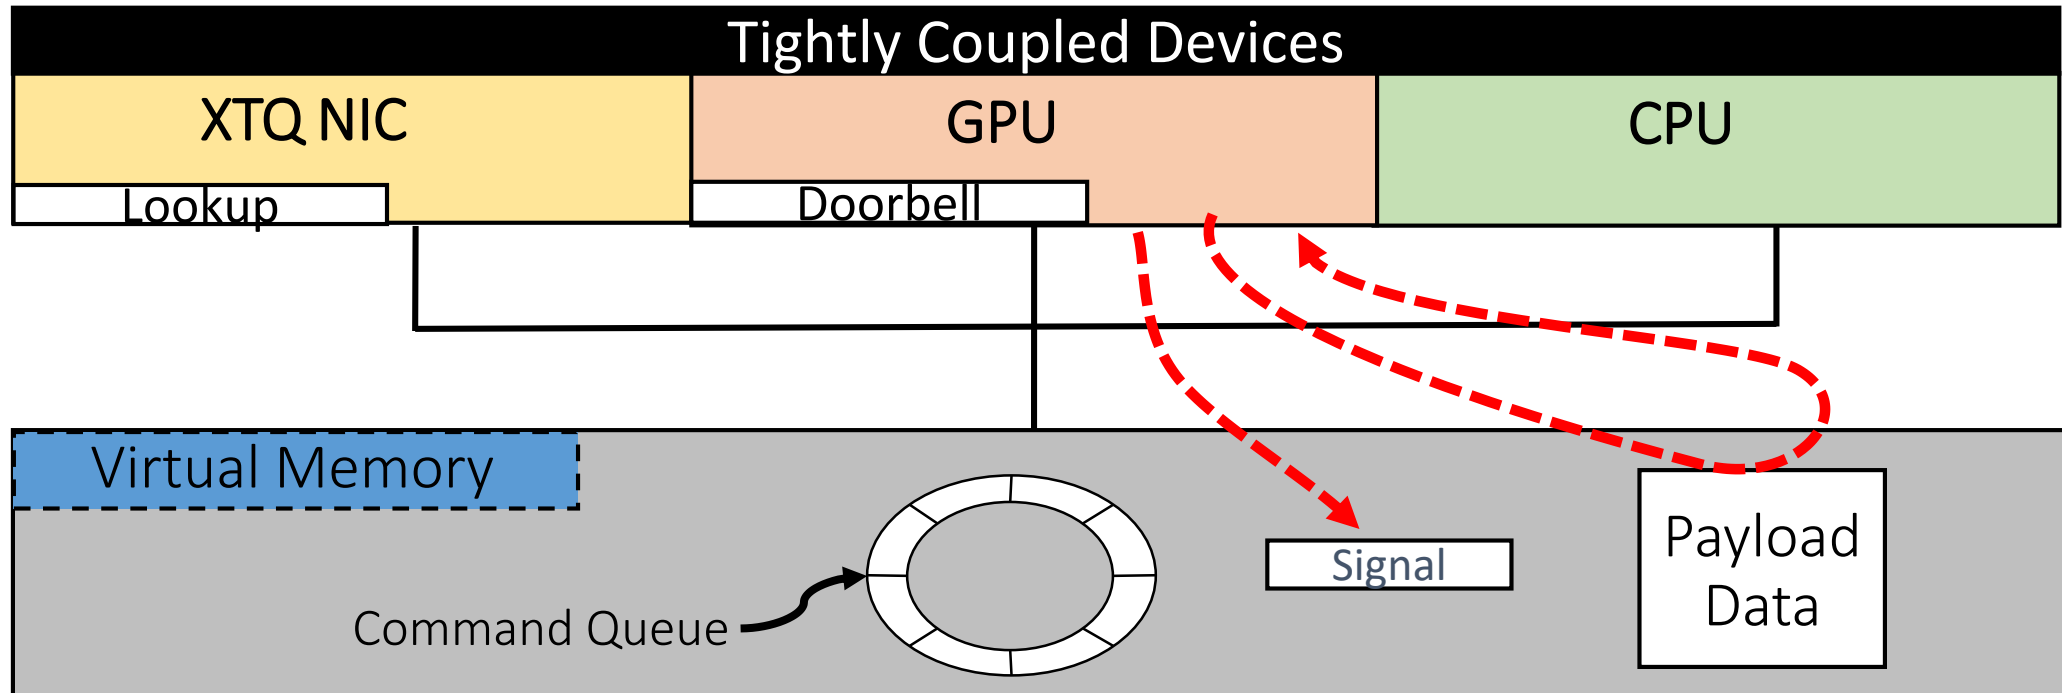 Tightly Coupled Devices
XTQ NIC
GPU
CPU
Lookup
Doorbell
Virtual Memory
Signal
Payload
Data
Command Queue